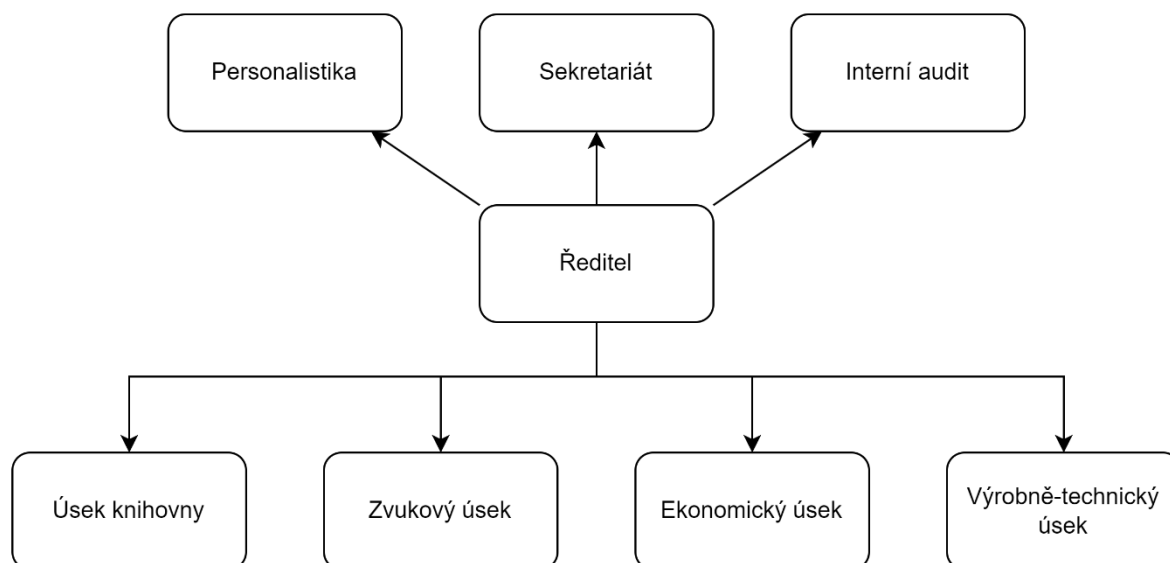 Personalistika
Sekretariát
Interní audit
Ředitel
Úsek knihovny
Zvukový úsek
Ekonomický úsek
Výrobně-technický
úsek